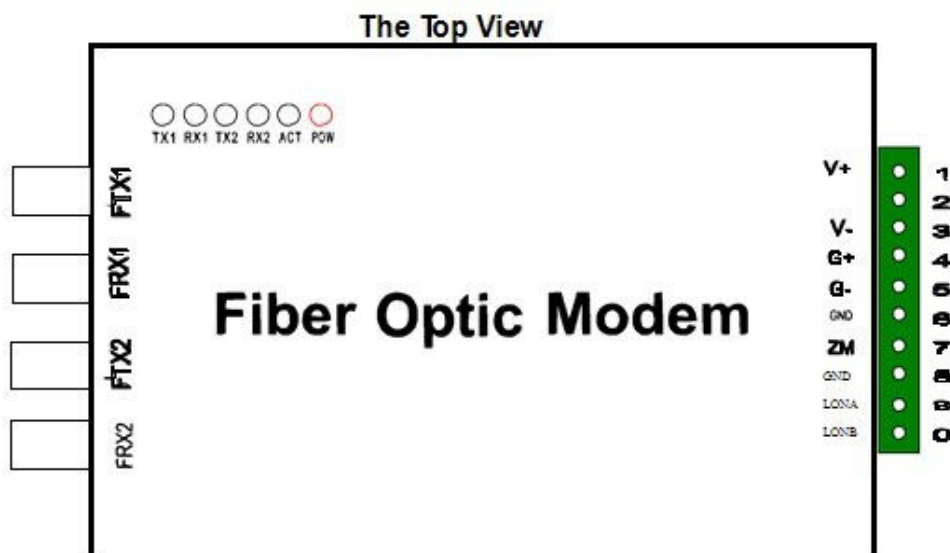 The Top View
TX1 RX1 TX2 RX2 ACT POW
FTX1
FRX1
FTX2
FRX2
Fiber Optic Modem
V+ 1
2
V- 3
G+ 4
G- 5
GND 6
ZM 7
GND 8
LONA 9
LONB 0